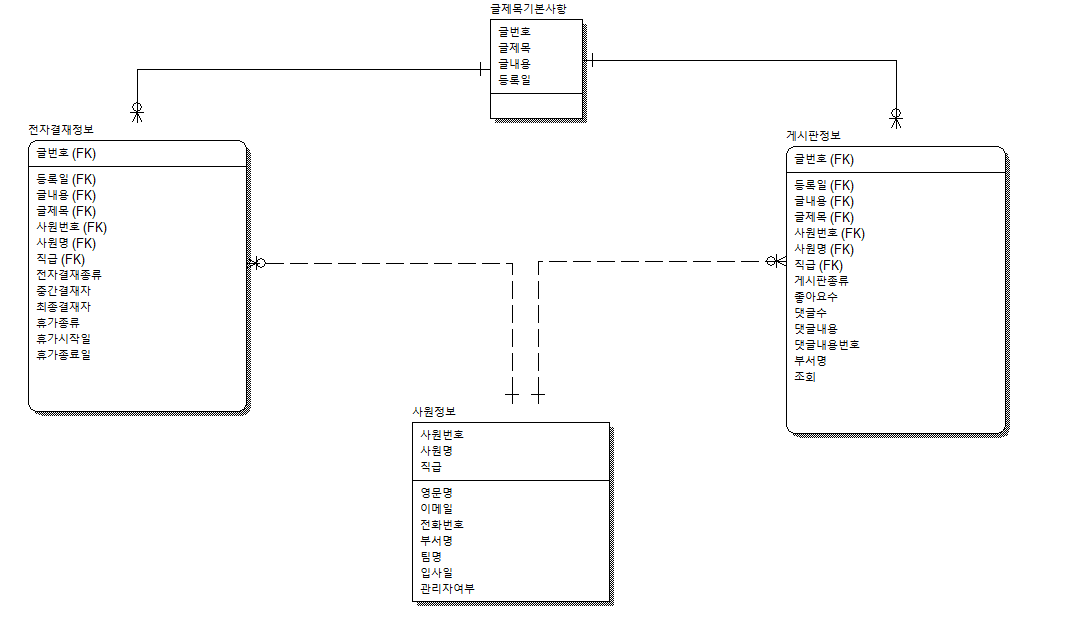 글제목기본사항
글번호
글제목
글내용
등록일
전자결재정보
글번호 (FK)
등록일 (FK)
글내용 (FK)
글제목 (FK)
사원번호 (FK)
사원명 (FK)
직급 (FK)
전자결재종류
중간결재자
최종결재자
휴가종류
휴가시작일
휴가종료일
게시판정보
글번호 (FK)
등록일 (FK)
글내용 (FK)
글제목 (FK)
사원번호 (FK)
사원명 (FK)
직급 (FK)
게시판종류
좋아요수
댓글수
댓글내용
댓글내용번호
부서명
조회
사원정보
사원번호
사원명
직급
영문명
이메일
전화번호
부서명
팀명
입사일
관리자여부